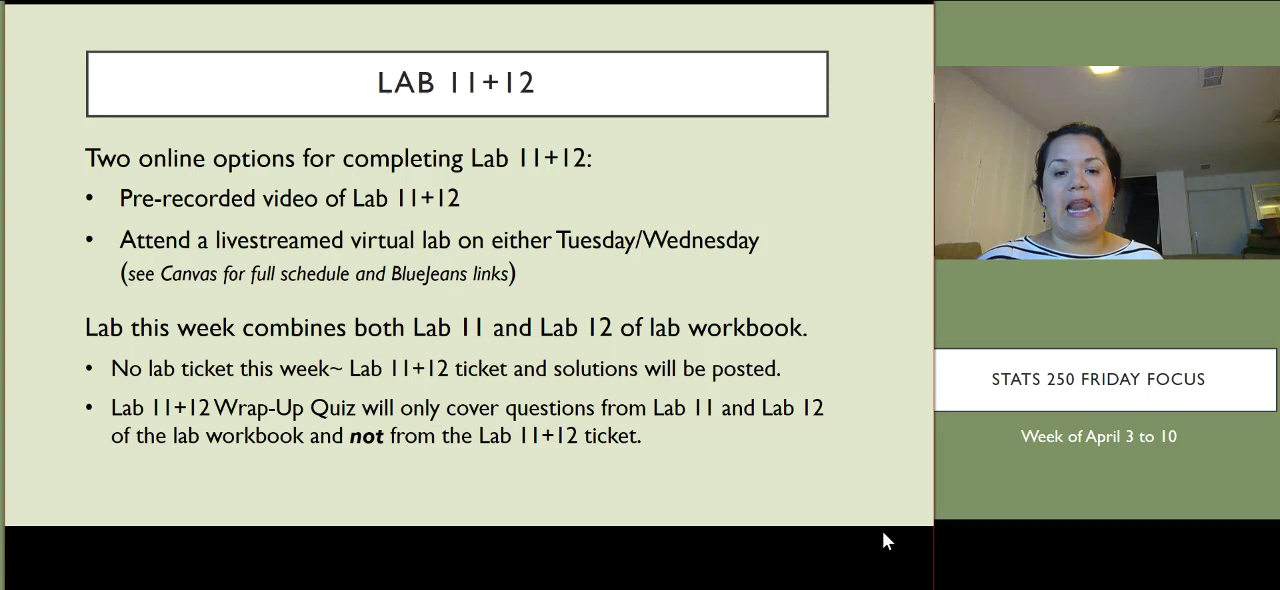 LAB 11+12
Two online options for completing Lab 11+12:
• Pre-recorded video of Lab 11+12
• Attend a livestreamed virtual lab on either Tuesday/Wednesday
(see Canvas for full schedule and BlueJeans links)
Lab this week combines both Lab 11 and Lab 12 of lab workbook.
• No lab ticket this week~ Lab 11+12 ticket and solutions will be posted.
• Lab 11+12 Wrap-Up Quiz will only cover questions from Lab 11 and Lab 12
of the lab workbook and not from the Lab 11+12 ticket.
STATS 250 FRIDAY FOCUS
Week of April 3 to 10